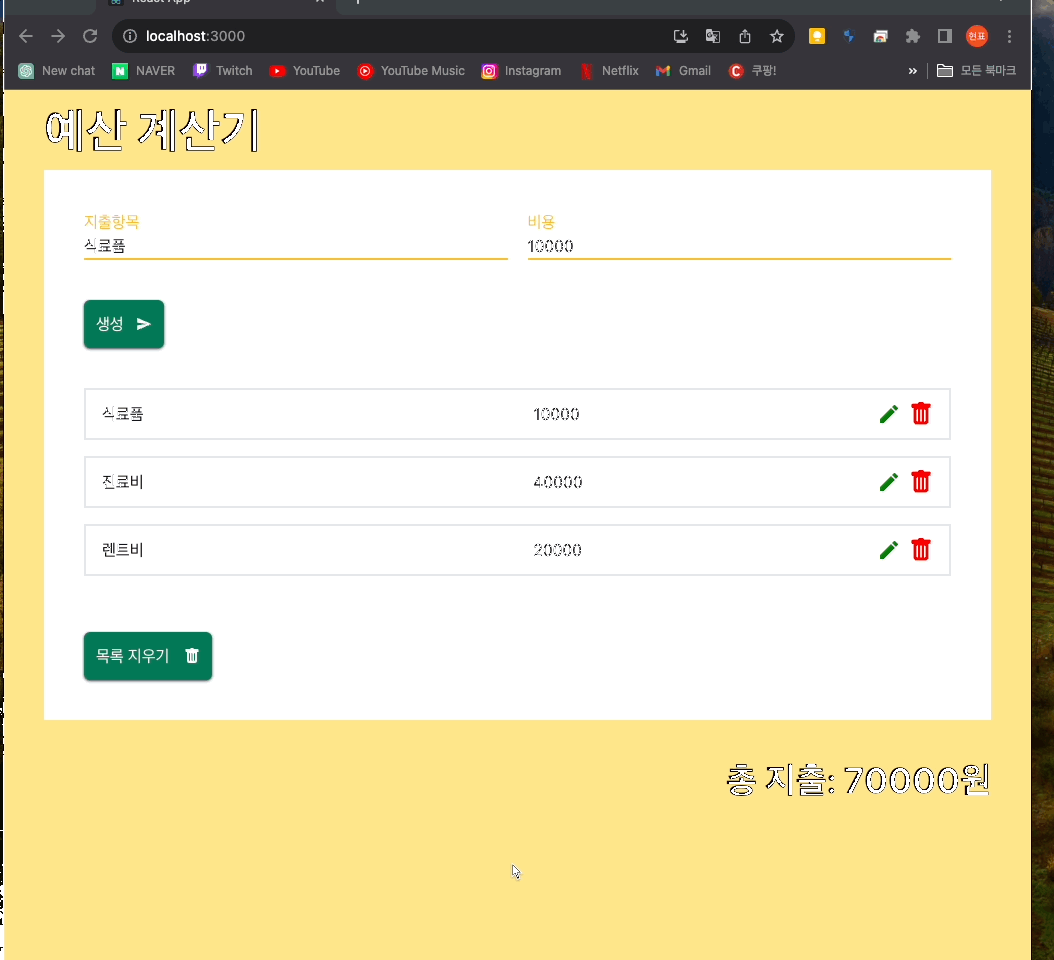 React App
localhost:3000
현표
New chat NAVER Twitch YouTube YouTube Music Instagram Netflix Gmail 쿠팡! » 모든 북마크
예산 계산기
지출항목 비용
식료품 10000
생성
식료품 10000
진료비 40000
렌트비 20000
목록 지우기
총 지출: 70000원